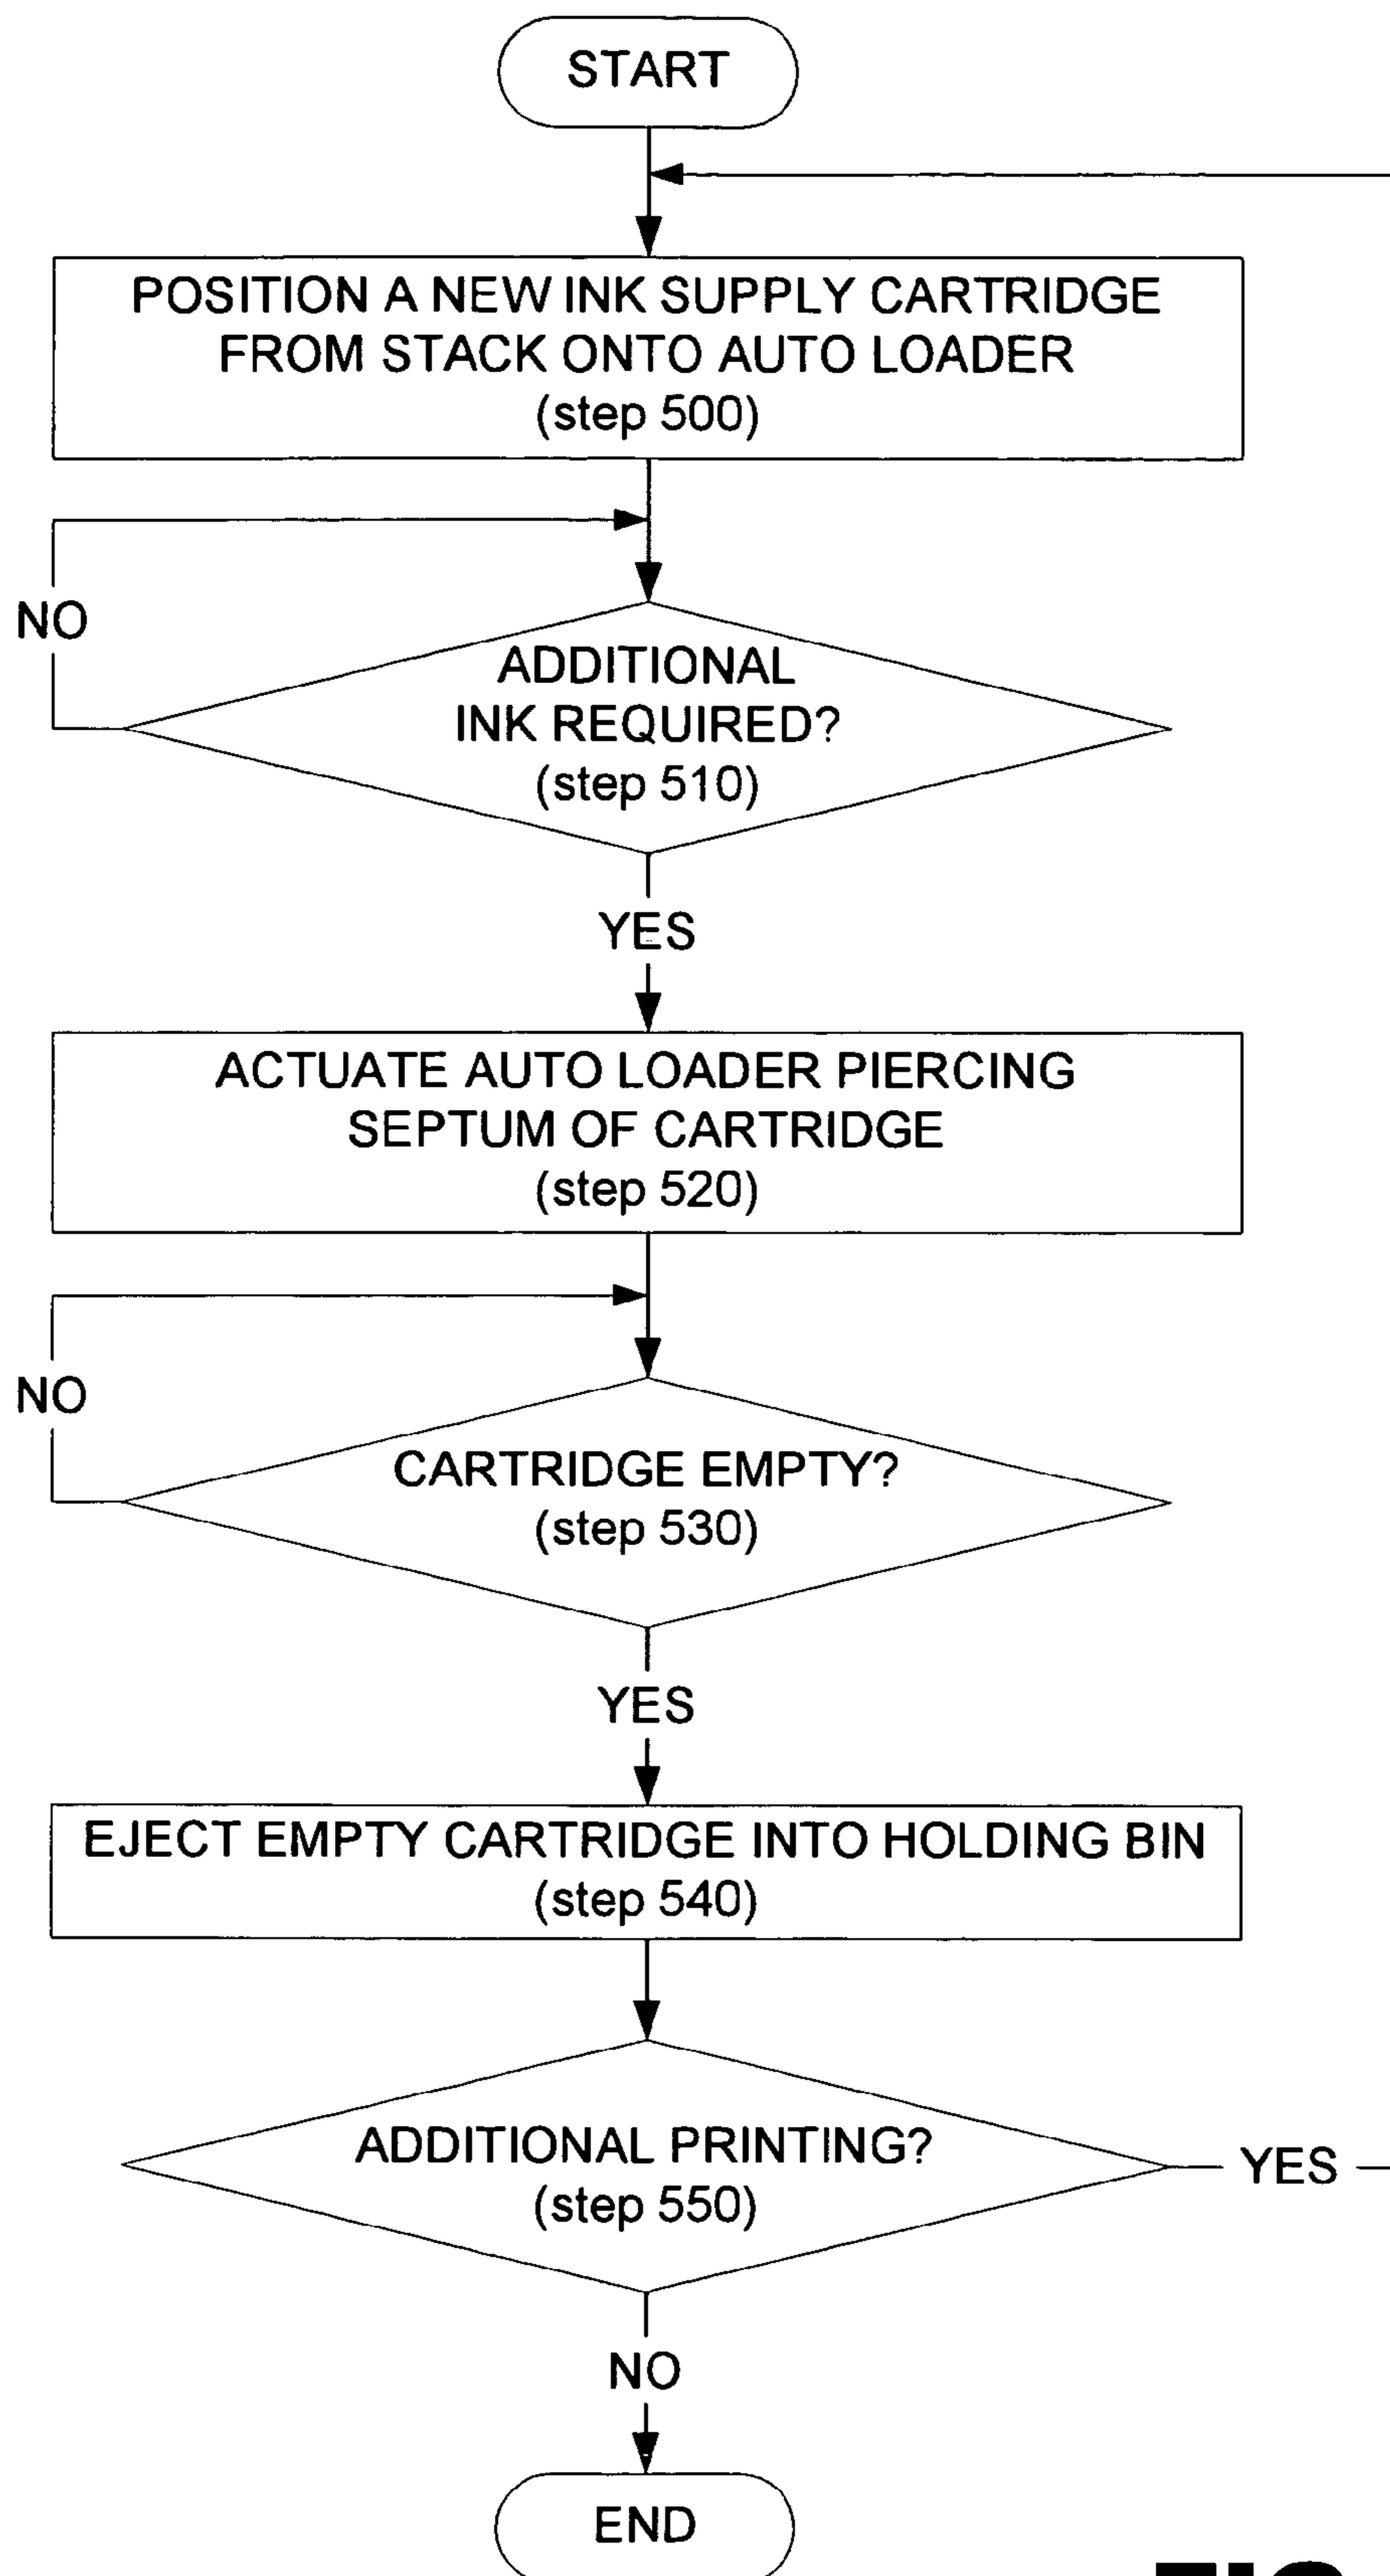 START
POSITION A NEW INK SUPPLY CARTRIDGE
FROM STACK ONTO AUTO LOADER
(step 500)
NO
ADDITIONAL
INK REQUIRED?
(step 510)
YES
ACTUATE AUTO LOADER PIERCING
SEPTUM OF CARTRIDGE
(step 520)
NO
CARTRIDGE EMPTY?
(step 530)
YES
EJECT EMPTY CARTRIDGE INTO HOLDING BIN
(step 540)
ADDITIONAL PRINTING?
(step 550)
YES
NO
END